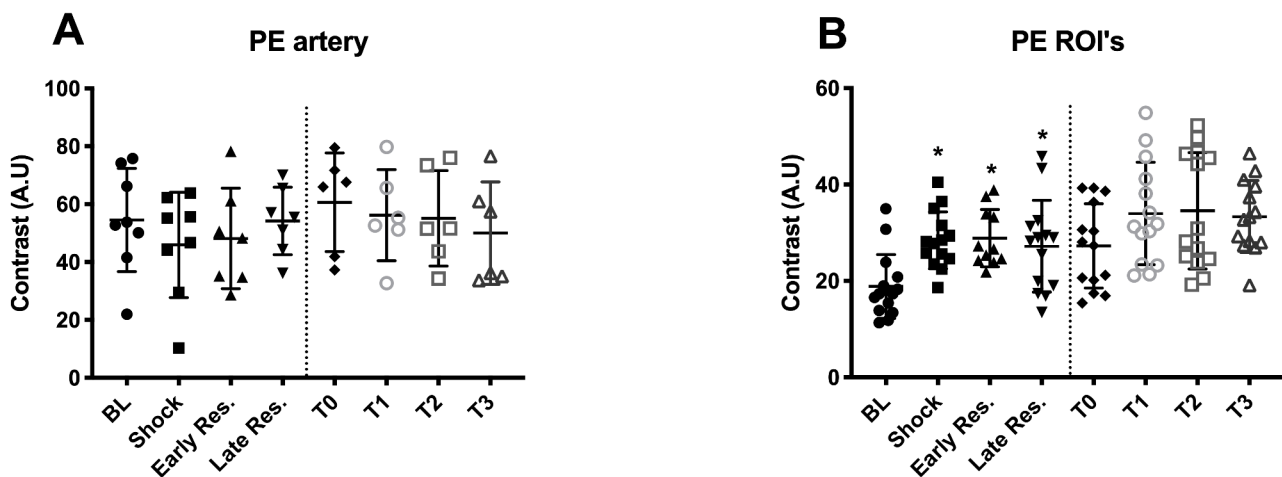 A
PE artery
Contrast (A.U)
100
80
60
40
20
0
BL
Shock
Early Res.
Late Res.
T0
T1
T2
T3
B
PE ROI's
Contrast (A.U)
60
40
20
0
*
*
*
BL
Shock
Early Res.
Late Res.
T0
T1
T2
T3